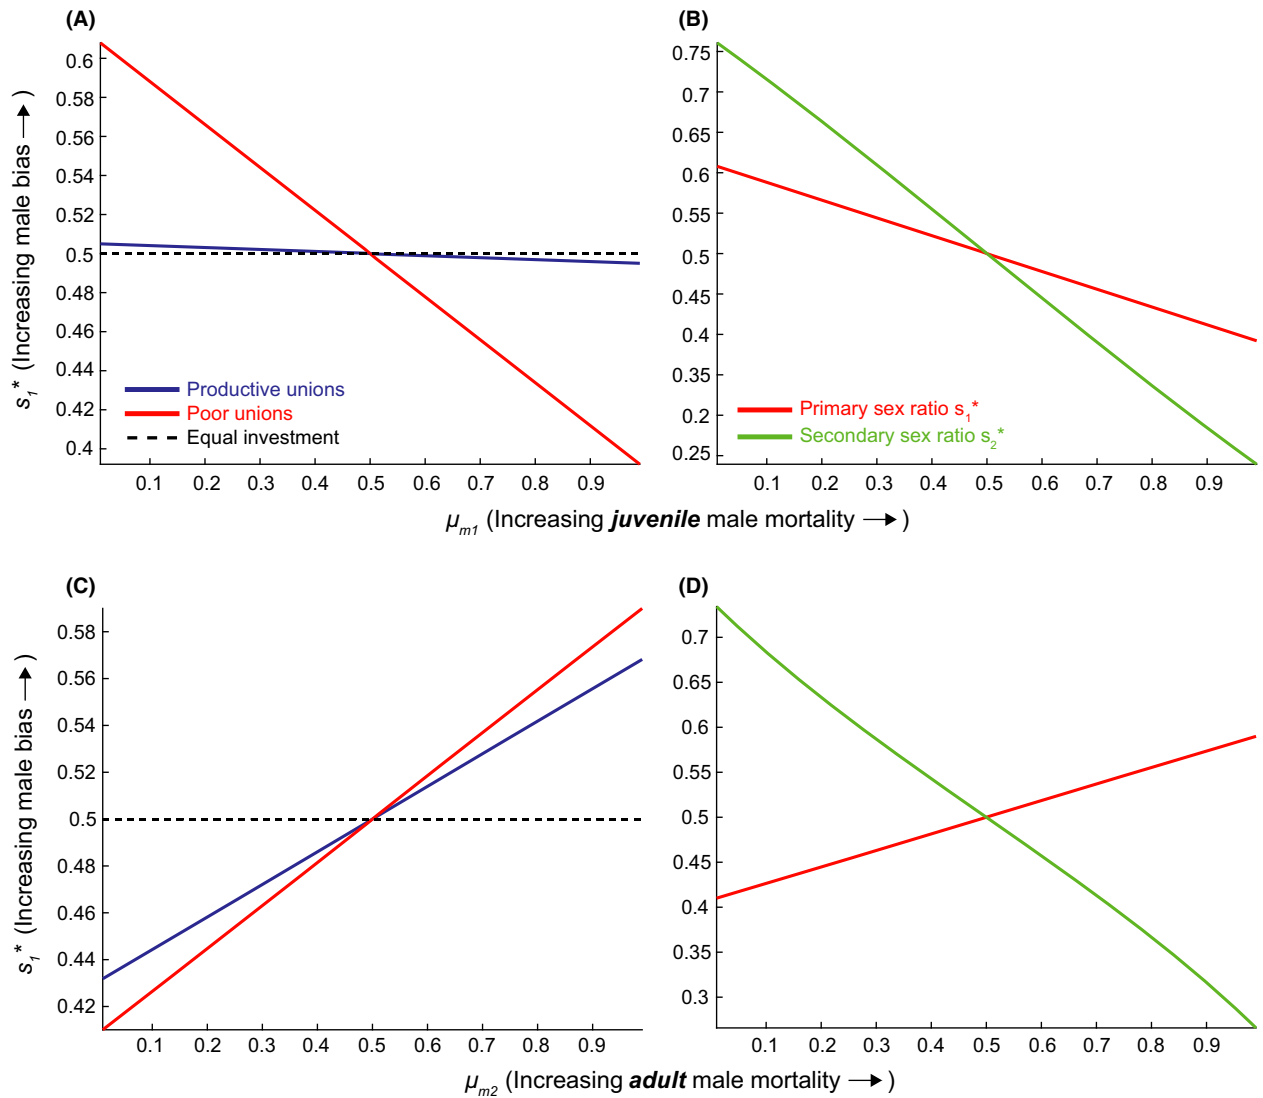 (A)
0.6
0.58
0.56
0.54
0.52
0.5
0.48
0.46
0.44
0.42
0.4
s1* (Increasing male bias →)
Productive unions
Poor unions
Equal investment
0.1 0.2 0.3 0.4 0.5 0.6 0.7 0.8 0.9
(B)
0.75
0.7
0.65
0.6
0.55
0.5
0.45
0.4
0.35
0.2
0.25
Primary sex ratio s1*
Secondary sex ratio s2*
0.1 0.2 0.3 0.4 0.5 0.6 0.7 0.8 0.9
μm1 (Increasing juvenile male mortality →)
(C)
0.58
0.56
0.54
0.52
0.5
0.48
0.46
0.44
0.42
s1* (Increasing male bias →)
0.1 0.2 0.3 0.4 0.5 0.6 0.7 0.8 0.9
(D)
0.7
0.65
0.6
0.55
0.5
0.45
0.4
0.35
0.3
0.1 0.2 0.3 0.4 0.5 0.6 0.7 0.8 0.9
μm2 (Increasing adult male mortality →)